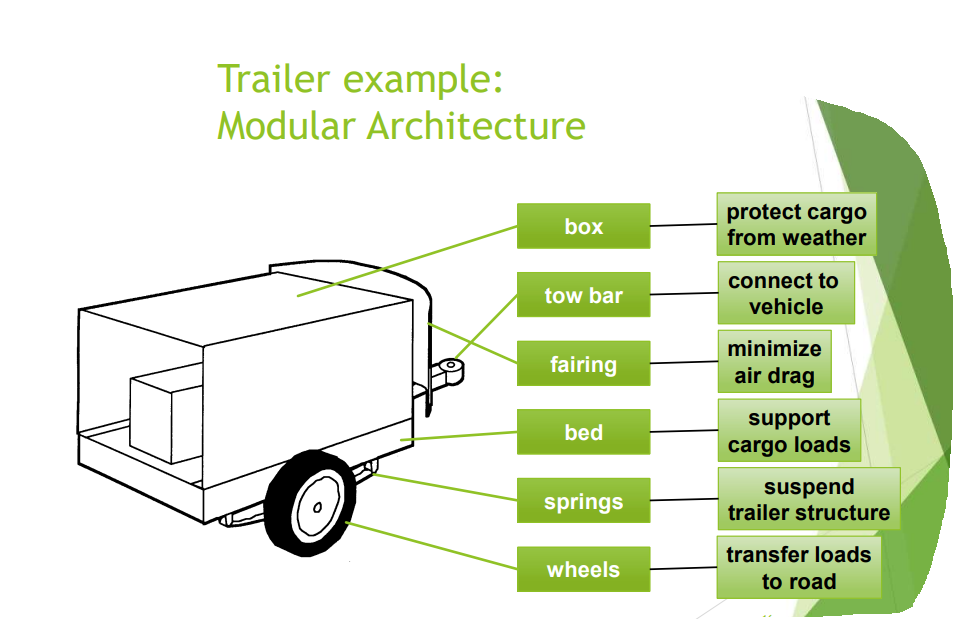 Trailer example:
Modular Architecture
box
protect cargo
from weather
tow bar
connect to
vehicle
fairing
minimize
air drag
bed
support
cargo loads
springs
suspend
trailer structure
wheels
transfer loads
to road